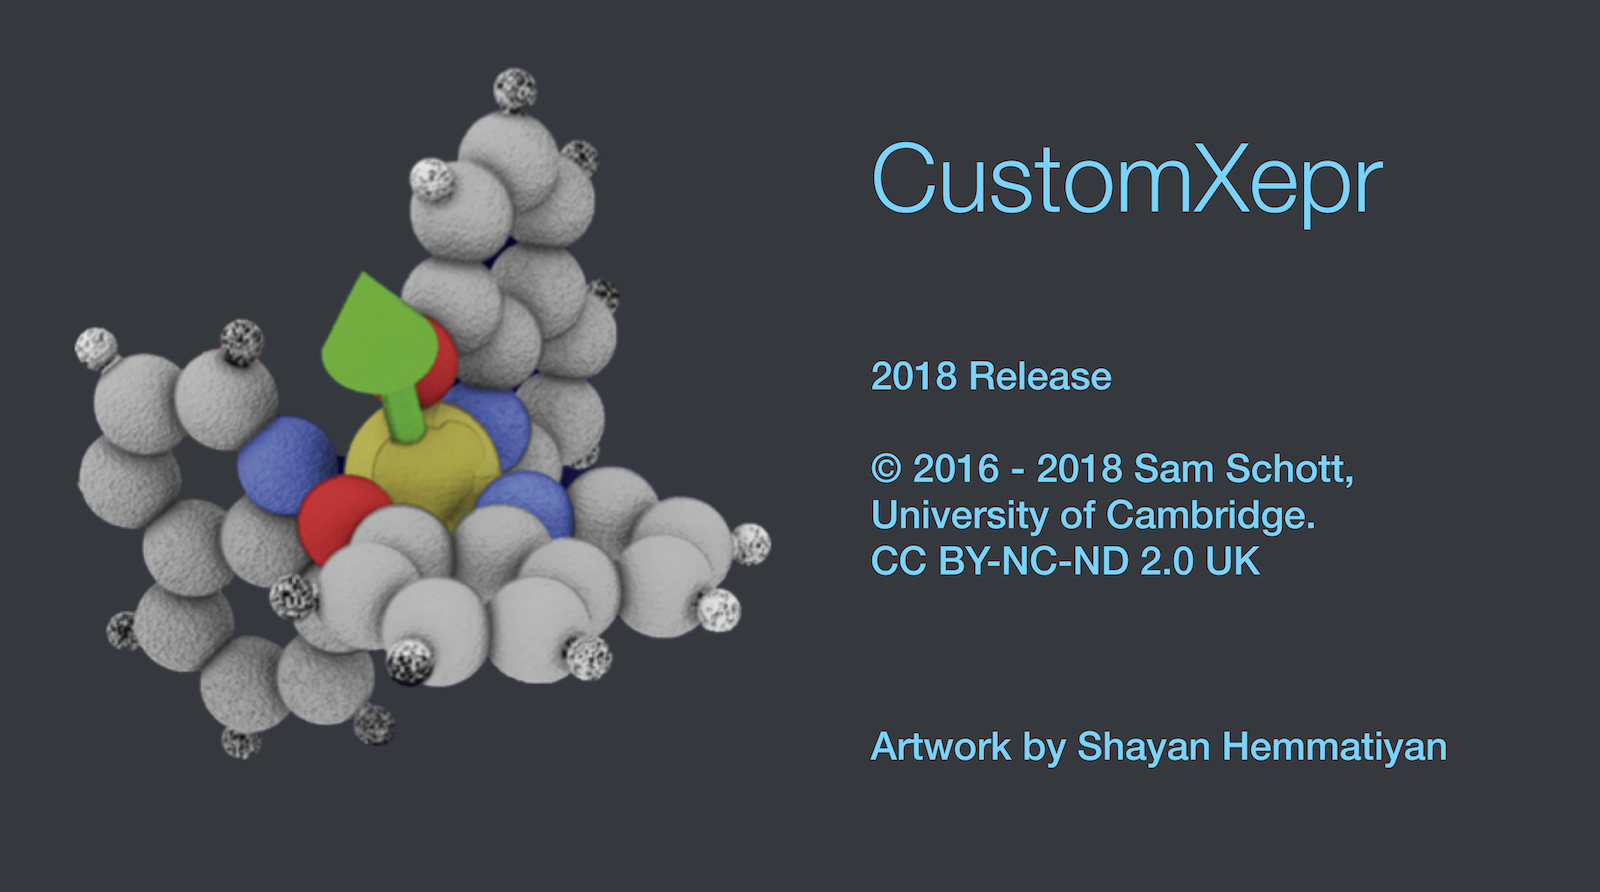 CustomXepr
2018 Release
© 2016 - 2018 Sam Schott,
University of Cambridge.
CC BY-NC-ND 2.0 UK
Artwork by Shayan Hemmatiyan